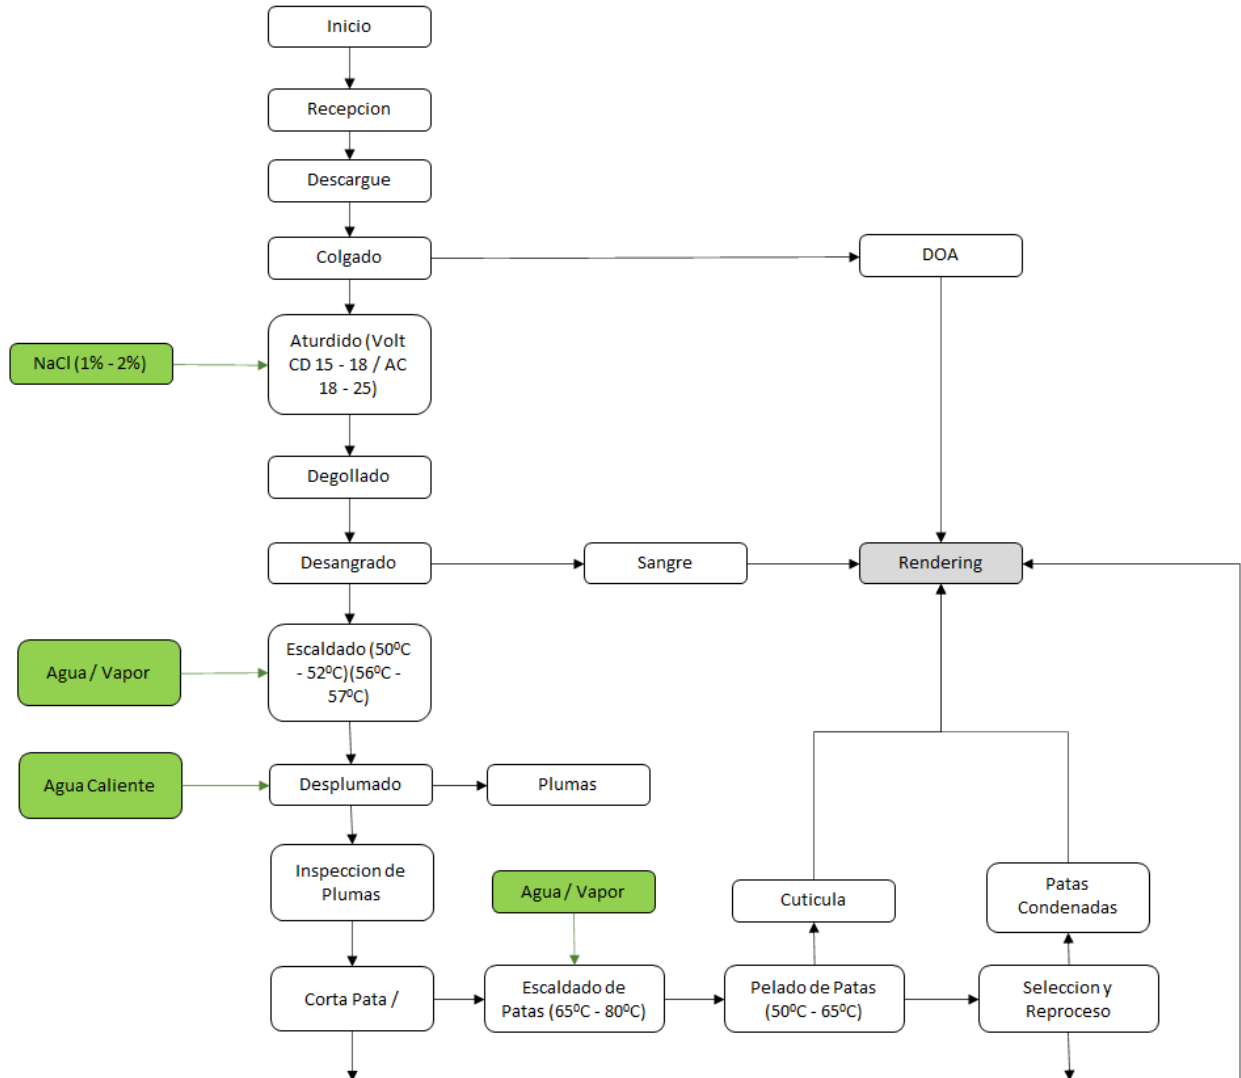 Inicio
Recepcion
Descargue
Colgado
DOA
Aturdido (Volt
CD 15 - 18 / AC
18 - 25)
NaCl (1% - 2%)
Degollado
Desangrado
Sangre
Rendering
Escaldado (50ºC
- 52ºC)(56ºC -
57ºC)
Agua / Vapor
Agua Caliente
Desplumado
Plumas
Inspeccion de
Plumas
Agua / Vapor
Cuticula
Patas
Condenadas
Corta Pata /
Escaldado de
Patas (65ºC - 80ºC)
Pelado de Patas
(50ºC - 65ºC)
Seleccion y
Reproceso